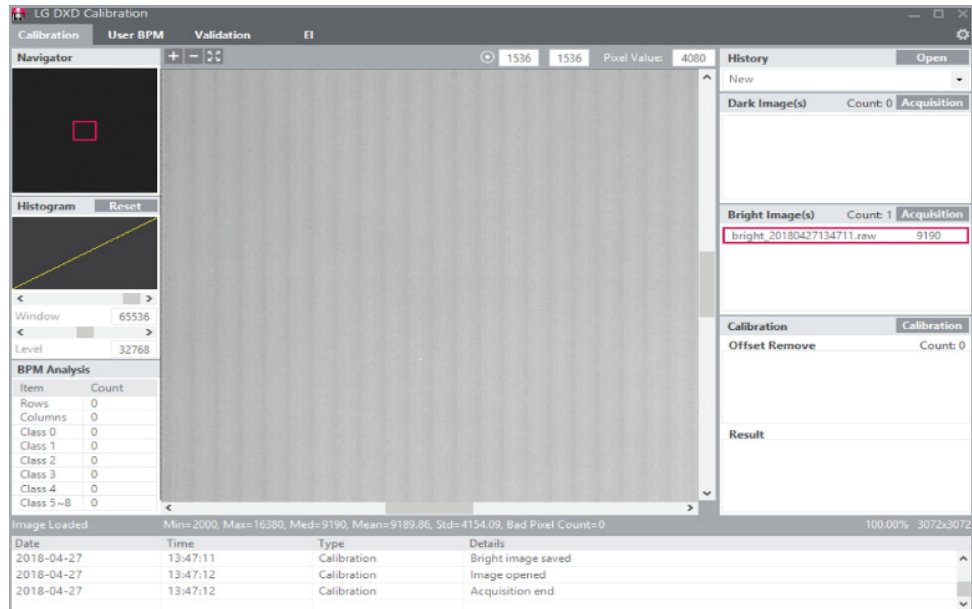 LG DXD Calibration
Calibration User BPM Validation EI
Navigator
+ - 1536 1536 Pixel Value: 4080
History Open
New
Dark Image(s) Count: 0 Acquisition
Histogram Reset
Window 65536
Level 32768
Bright Image(s) Count: 1 Acquisition
bright_20180427134711.raw 9190
Calibration Calibration
Offset Remove Count: 0
Result
BPM Analysis
Item Count
Rows 0
Columns 0
Class 0 0
Class 1 0
Class 2 0
Class 3 0
Class 4 0
Class 5~8 0
Image Loaded Min=2000, Max=16380, Med=9190, Mean=9189.86, Std=4154.09, Bad Pixel Count=0 100.00% 3072x3072
Date Time Type Details
2018-04-27 13:47:11 Calibration Bright image saved
2018-04-27 13:47:12 Calibration Image opened
2018-04-27 13:47:12 Calibration Acquisition end